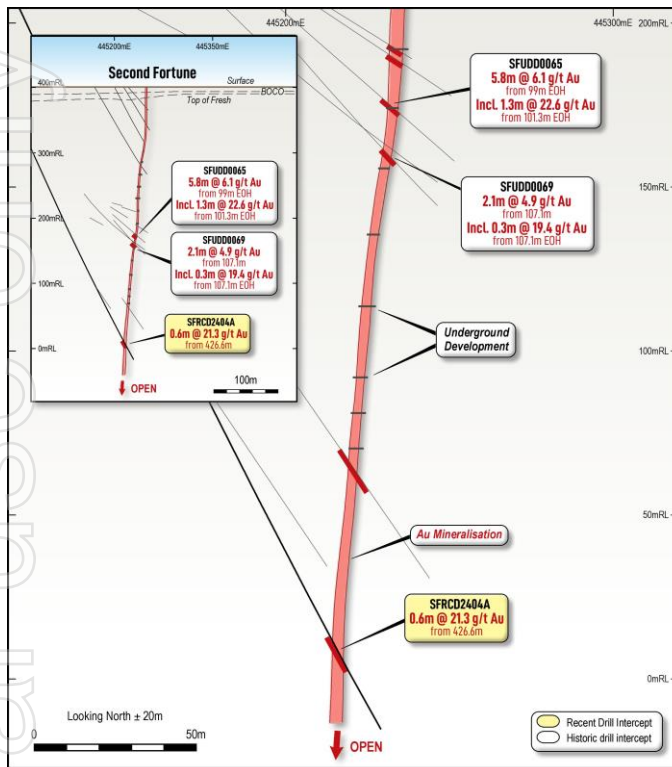 445200mE
445300mE
200mRL
445200mE
445350mE
Second Fortune
400mRL
Surface
BOCO
Top of Fresh
300mRL
SFUDD0065
5.8m @ 6.1 g/t Au
from 99m EOH
Incl. 1.3m @ 22.6 g/t Au
from 101.3m EOH
200mRL
SFUDD0069
2.1m @ 4.9 g/t Au
from 107.1m
Incl. 0.3m @ 19.4 g/t Au
from 107.1m EOH
100mRL
SFRCD2404A
0.6m @ 21.3 g/t Au
from 426.6m
0mRL
OPEN
100m
SFUDD0065
5.8m @ 6.1 g/t Au
from 99m EOH
Incl. 1.3m @ 22.6 g/t Au
from 101.3m EOH
150mRL
SFUDD0069
2.1m @ 4.9 g/t Au
from 107.1m
Incl. 0.3m @ 19.4 g/t Au
from 107.1m EOH
Underground
Development
100mRL
50mRL
Au Mineralisation
SFRCD2404A
0.6m @ 21.3 g/t Au
from 426.6m
0mRL
Looking North ± 20m
0
50m
OPEN
Recent Drill Intercept
Historic drill intercept